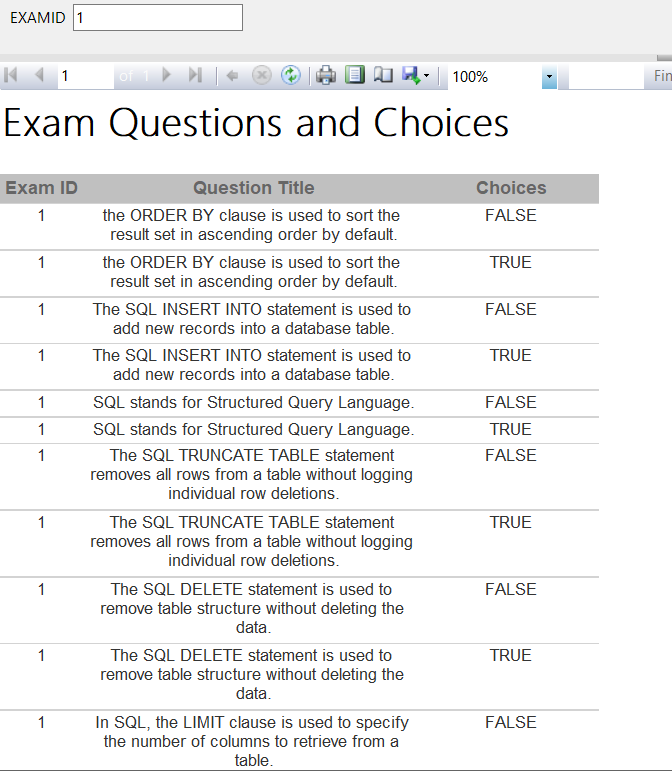 EXAMID 1
1 of 1 100% Fin
Exam Questions and Choices
Exam ID Question Title Choices
1 the ORDER BY clause is used to sort the FALSE
result set in ascending order by default.
1 the ORDER BY clause is used to sort the TRUE
result set in ascending order by default.
1 The SQL INSERT INTO statement is used to FALSE
add new records into a database table.
1 The SQL INSERT INTO statement is used to TRUE
add new records into a database table.
1 SQL stands for Structured Query Language. FALSE
1 SQL stands for Structured Query Language. TRUE
1 The SQL TRUNCATE TABLE statement FALSE
removes all rows from a table without logging
individual row deletions.
1 The SQL TRUNCATE TABLE statement TRUE
removes all rows from a table without logging
individual row deletions.
1 The SQL DELETE statement is used to FALSE
remove table structure without deleting the
data.
1 The SQL DELETE statement is used to TRUE
remove table structure without deleting the
data.
1 In SQL, the LIMIT clause is used to specify FALSE
the number of columns to retrieve from a
table.